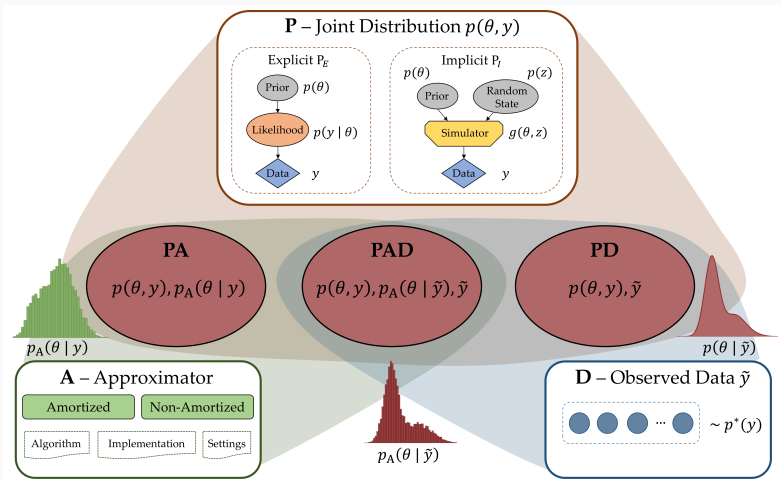 P – Joint Distribution p(θ, y)
Explicit P_E
Implicit P_I
Prior p(θ)
Likelihood p(y | θ)
Data y
p(θ) p(z)
Prior
Random State
Simulator g(θ, z)
Data y
PA
p(θ, y), p_A(θ | y)
PAD
p(θ, y), p_A(θ | ỹ), ỹ
PD
p(θ, y), ỹ
p_A(θ | y)
p(θ | ỹ)
A – Approximator
Amortized
Non-Amortized
Algorithm
Implementation
Settings
p_A(θ | ỹ)
D – Observed Data ỹ
... ~ p*(y)